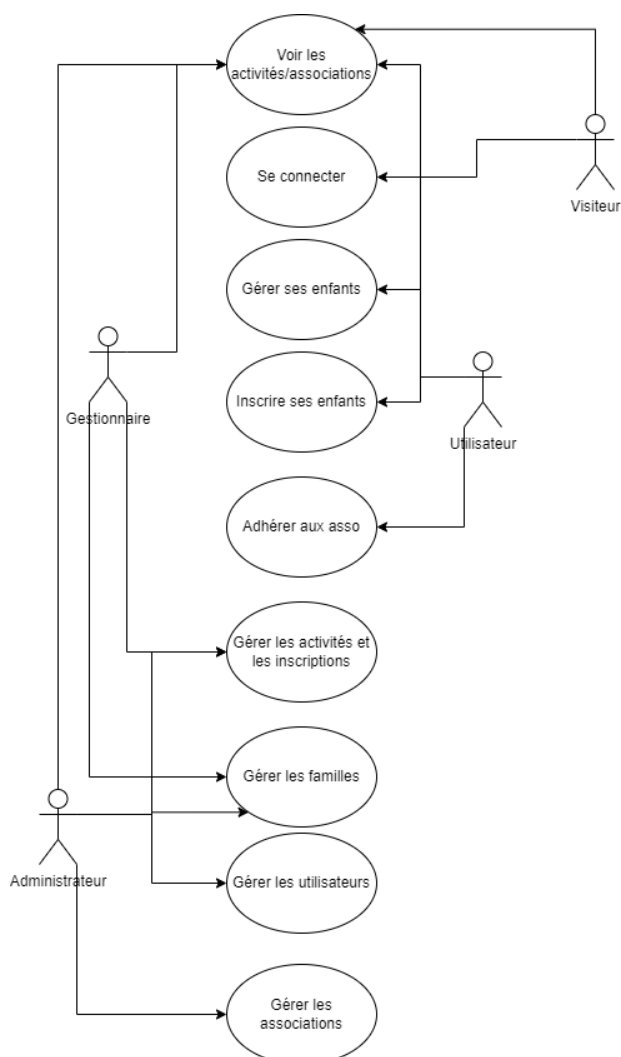 Voir les
activités/associations
Se connecter
Visiteur
Gérer ses enfants
Inscrire ses enfants
Gestionnaire
Utilisateur
Adhérer aux asso
Gérer les activités et
les inscriptions
Gérer les familles
Administrateur
Gérer les utilisateurs
Gérer les
associations